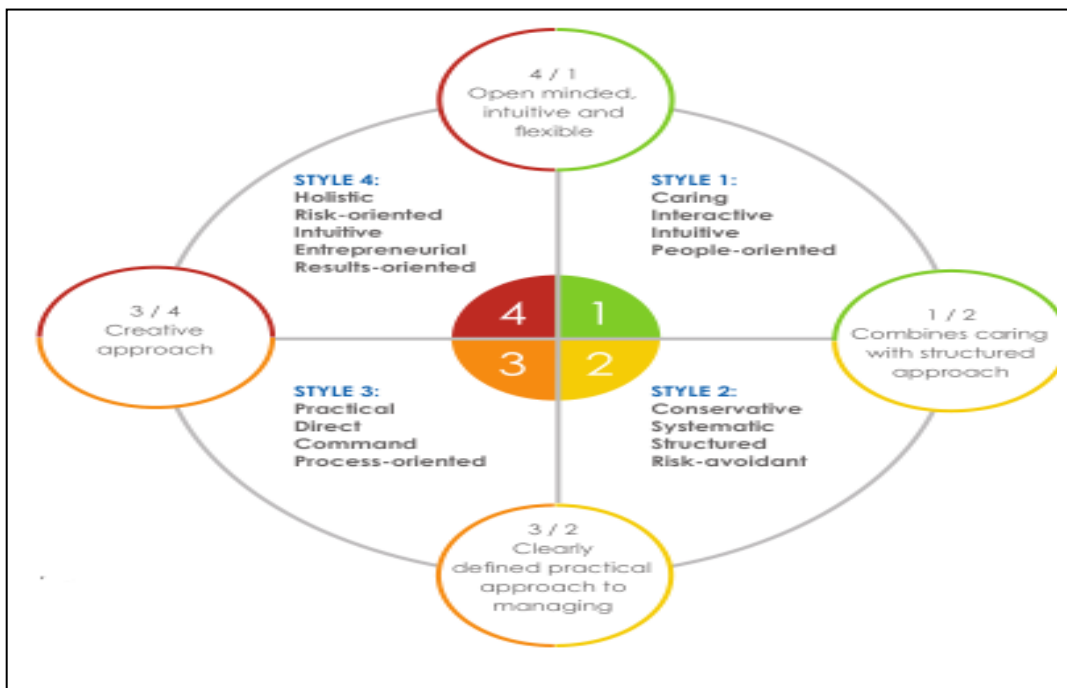 4 / 1
Open minded,
intuitive and
flexible
STYLE 4:
Holistic
Risk-oriented
Intuitive
Entrepreneurial
Results-oriented
STYLE 1:
Caring
Interactive
Intuitive
People-oriented
3 / 4
Creative
approach
4
1
3
2
1 / 2
Combines caring
with structured
approach
STYLE 3:
Practical
Direct
Command
Process-oriented
STYLE 2:
Conservative
Systematic
Structured
Risk-avoidant
3 / 2
Clearly
defined practical
approach to
managing